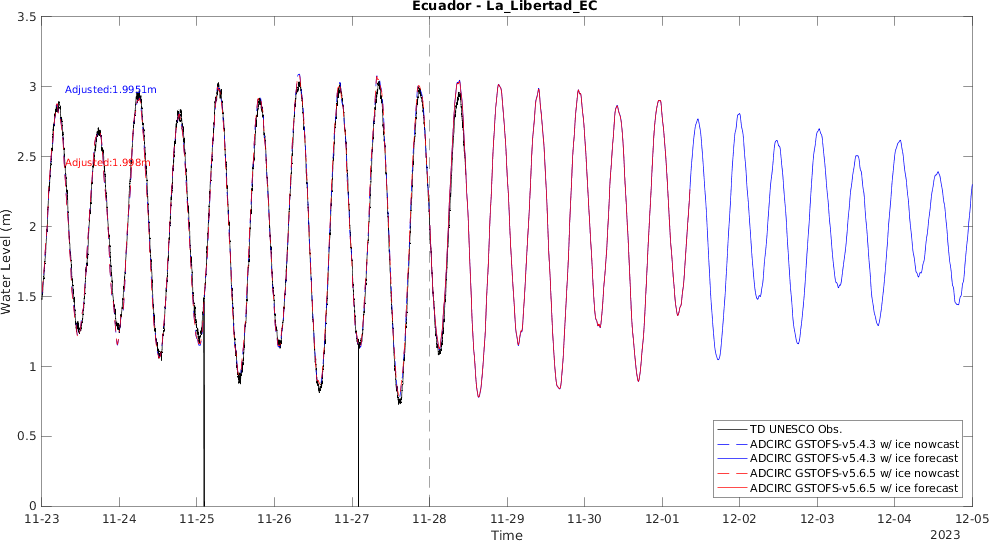 Ecuador - La_Libertad_EC
3.5
3
2.5
2
1.5
1
0.5
0
Water Level (m)
Adjusted:1.9951m
Adjusted:1.998m
TD UNESCO Obs.
ADCIRC GSTOFS-v5.4.3 w/ ice nowcast
ADCIRC GSTOFS-v5.4.3 w/ ice forecast
ADCIRC GSTOFS-v5.6.5 w/ ice nowcast
ADCIRC GSTOFS-v5.6.5 w/ ice forecast
11-23 11-24 11-25 11-26 11-27 11-28 11-29 11-30 12-01 12-02 12-03 12-04 12-05
Time
2023